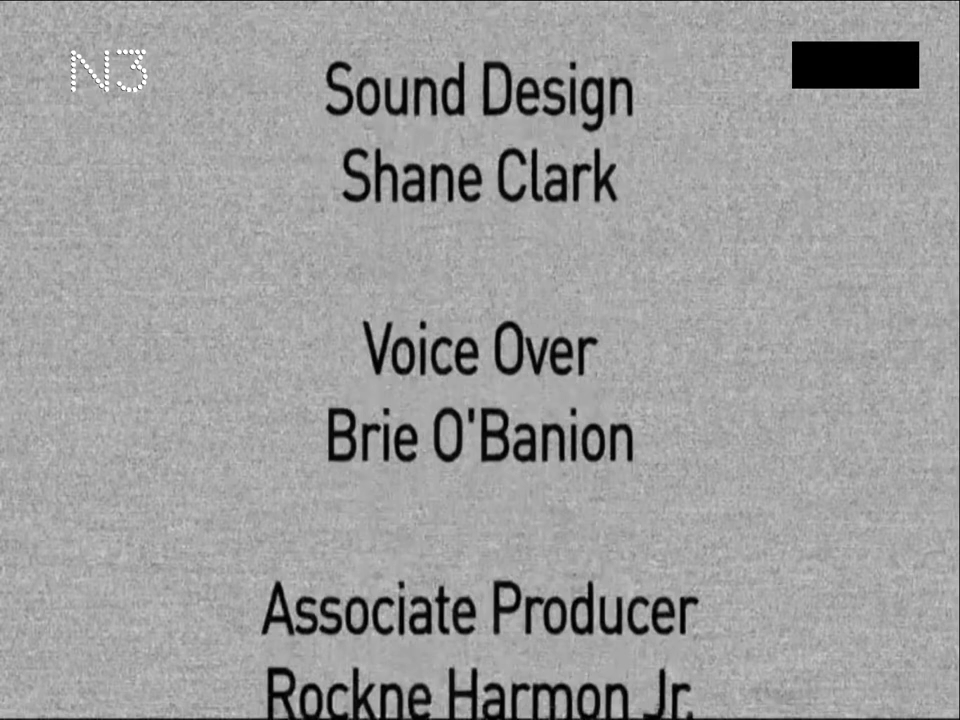 N3
Sound Design
Shane Clark
Voice Over
Brie O'Banion
Associate Producer
Rockne Harmon Jr.